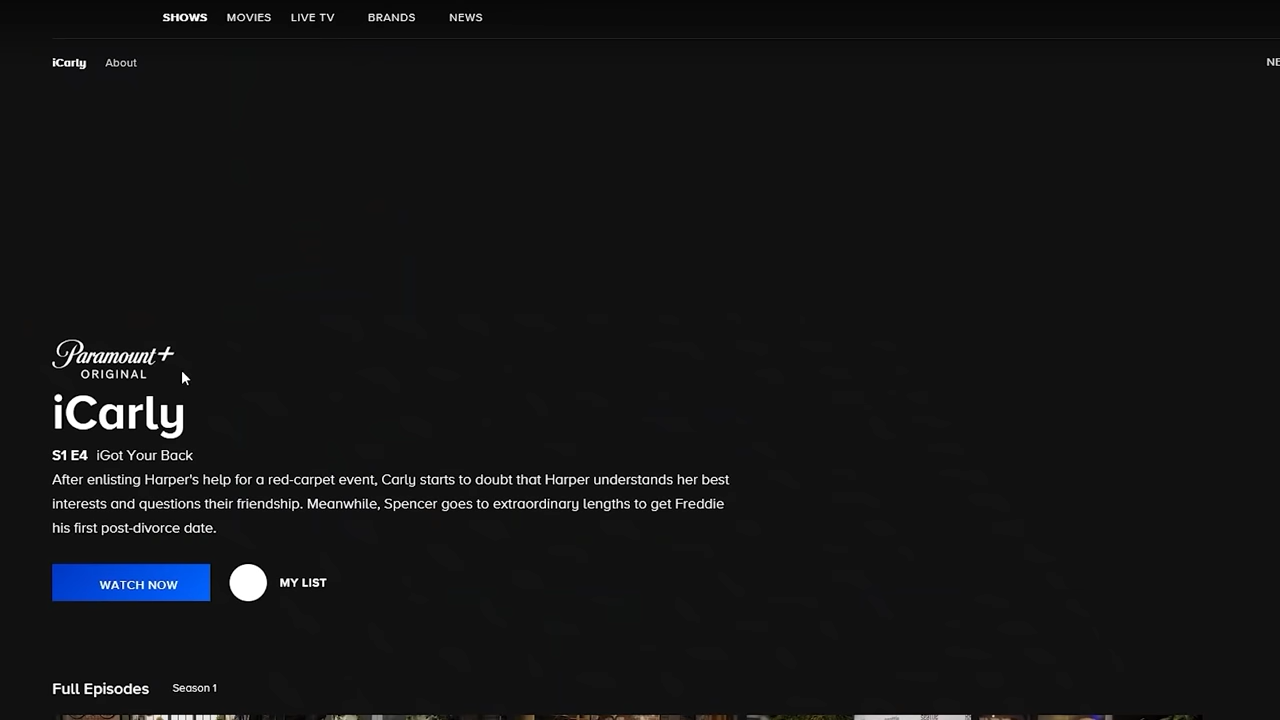 SHOWS MOVIES LIVE TV BRANDS NEWS
iCarly About NE
Paramount+
ORIGINAL
iCarly
S1 E4 iGot Your Back
After enlisting Harper's help for a red-carpet event, Carly starts to doubt that Harper understands her best
interests and questions their friendship. Meanwhile, Spencer goes to extraordinary lengths to get Freddie
his first post-divorce date.
WATCH NOW MY LIST
Full Episodes Season 1